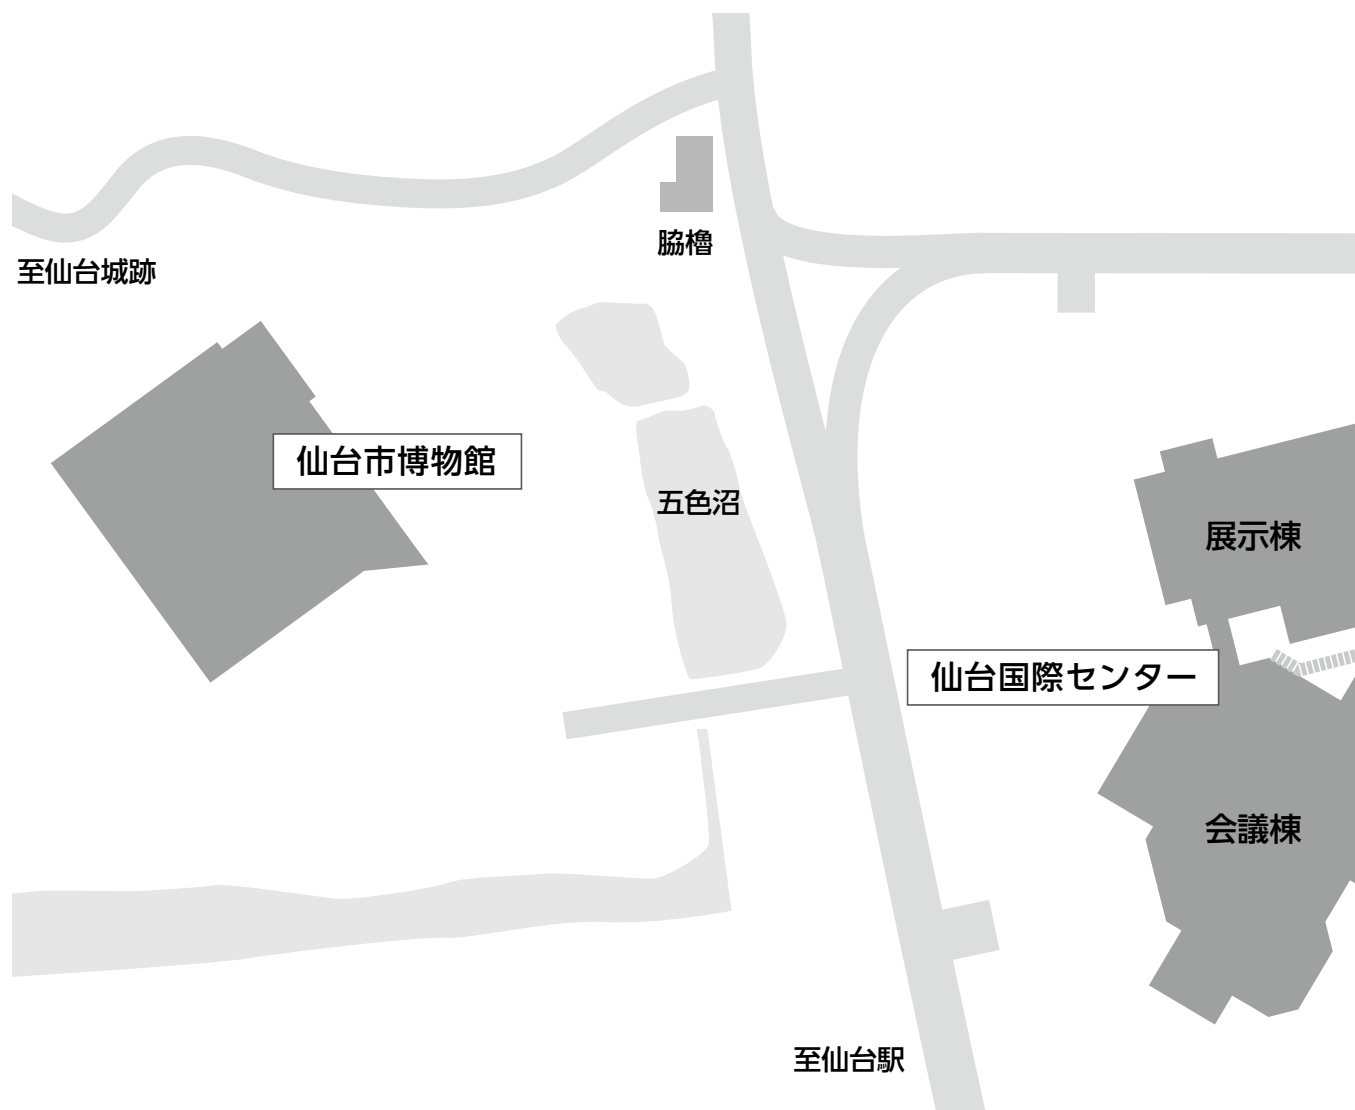 脇櫓
至仙台城跡
仙台市博物館
五色沼
展示棟
仙台国際センター
会議棟
至仙台駅